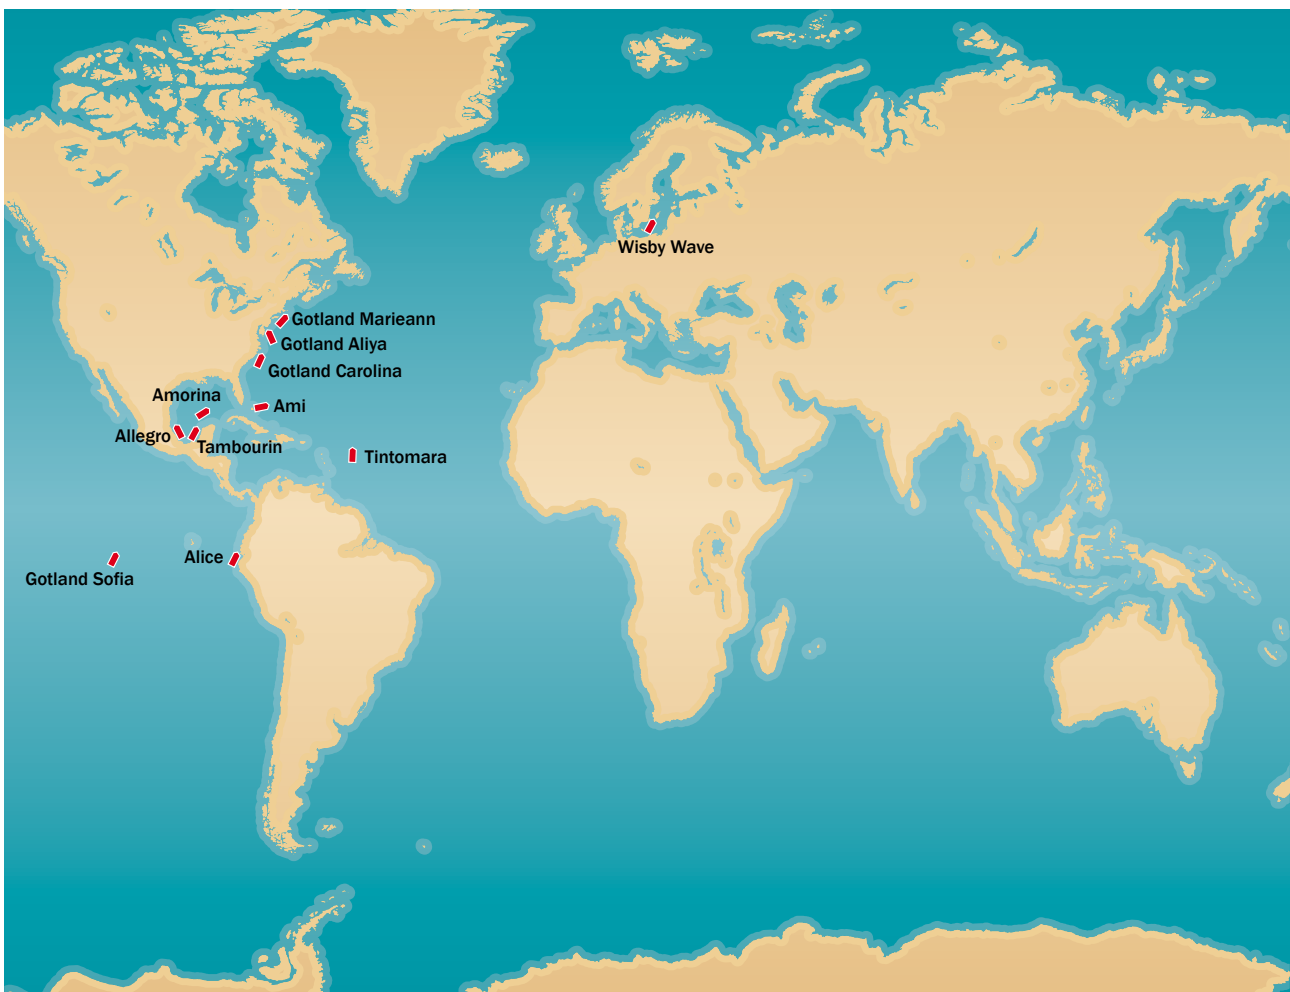 Wisby Wave
Gotland Marieann
Gotland Aliya
Gotland Carolina
Amorina
Ami
Allegro
Tambourin
Tintomara
Alice
Gotland Sofia